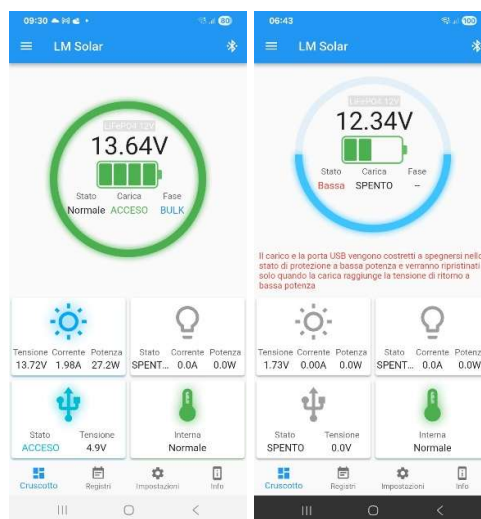 09:30
80
LM Solar
LiFePO4 12V
13.64V
Stato Carica Fase
Normale ACCESO BULK
Tensione Corrente Potenza
13.72V 1.98A 27.2W
Stato Corrente Potenza
SPENT... 0.0A 0.0W
Stato Tensione
ACCESO 4.9V
Interna
Normale
Cruscotto Registri Impostazioni Info
06:43
100
LM Solar
LiFePO4 12V
12.34V
Stato Carica Fase
Bassa SPENTO --
Il carico e la porta USB vengono costretti a spegnersi nello
stato di protezione a bassa potenza e verranno ripristinati
solo quando la carica raggiunge la tensione di ritorno a
bassa potenza
Tensione Corrente Potenza
1.73V 0.00A 0.0W
Stato Corrente Potenza
SPENT... 0.0A 0.0W
Stato Tensione
SPENTO 0.0V
Interna
Normale
Cruscotto Registri Impostazioni Info